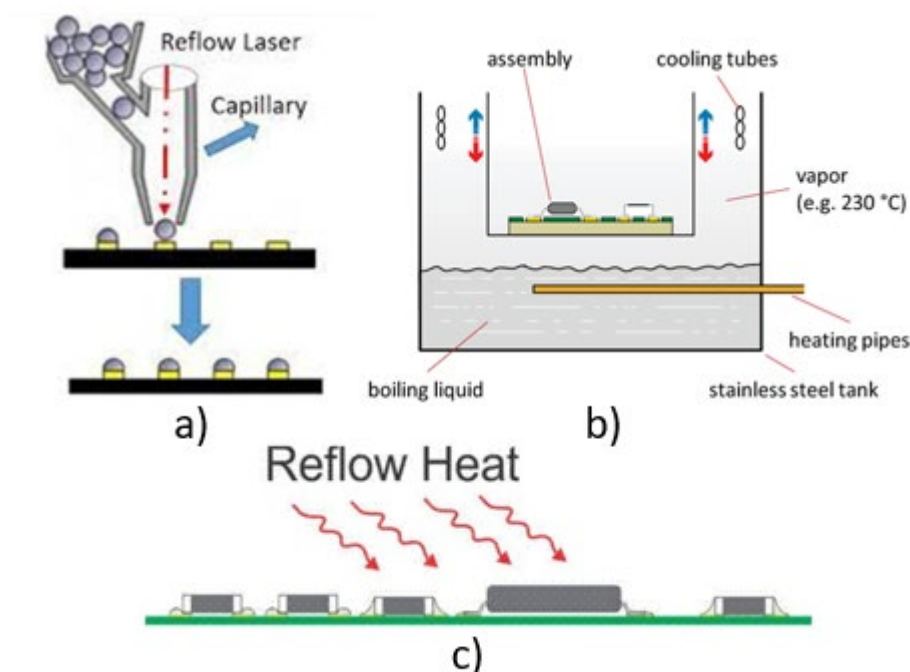 Reflow Laser
Capillary
a)
assembly
cooling tubes
vapor
(e.g. 230 °C)
heating pipes
boiling liquid
stainless steel tank
b)
Reflow Heat
c)